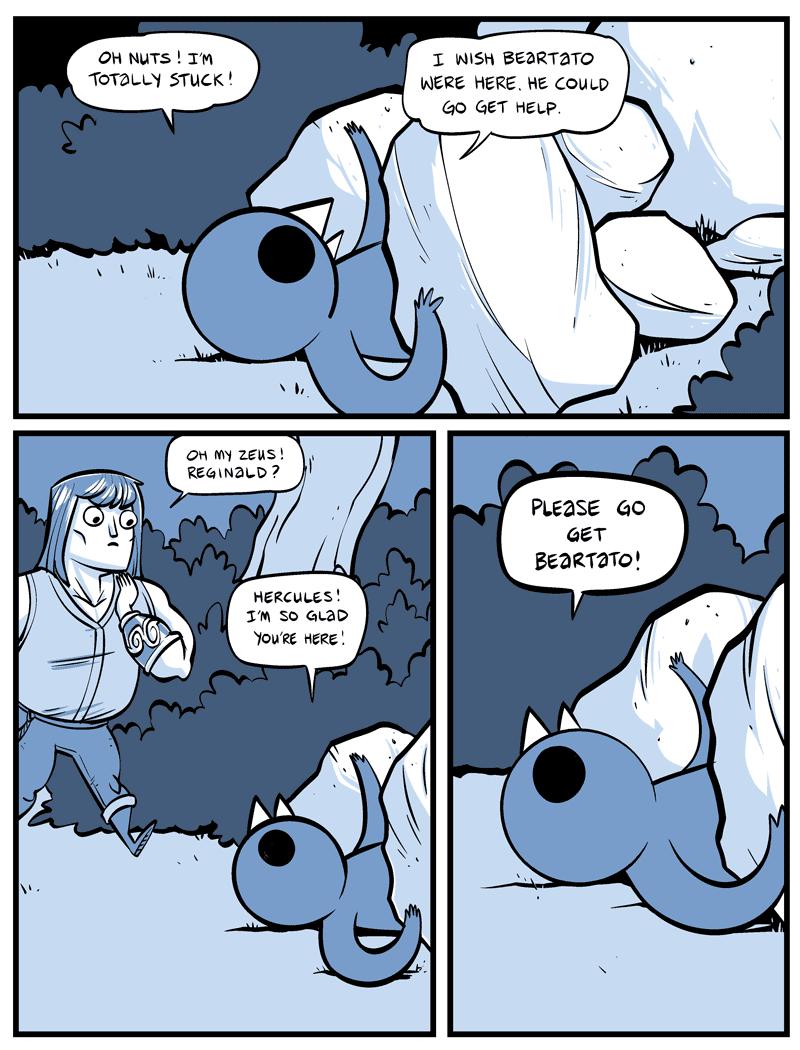 OH NUTS! I'M
TOTALLY STUCK!
I WISH BEARTATO
WERE HERE. HE COULD
GO GET HELP.
OH MY ZEUS!
REGINALD?
HERCULES!
I'M SO GLAD
YOU'RE HERE!
PLEASE GO
GET
BEARTATO!